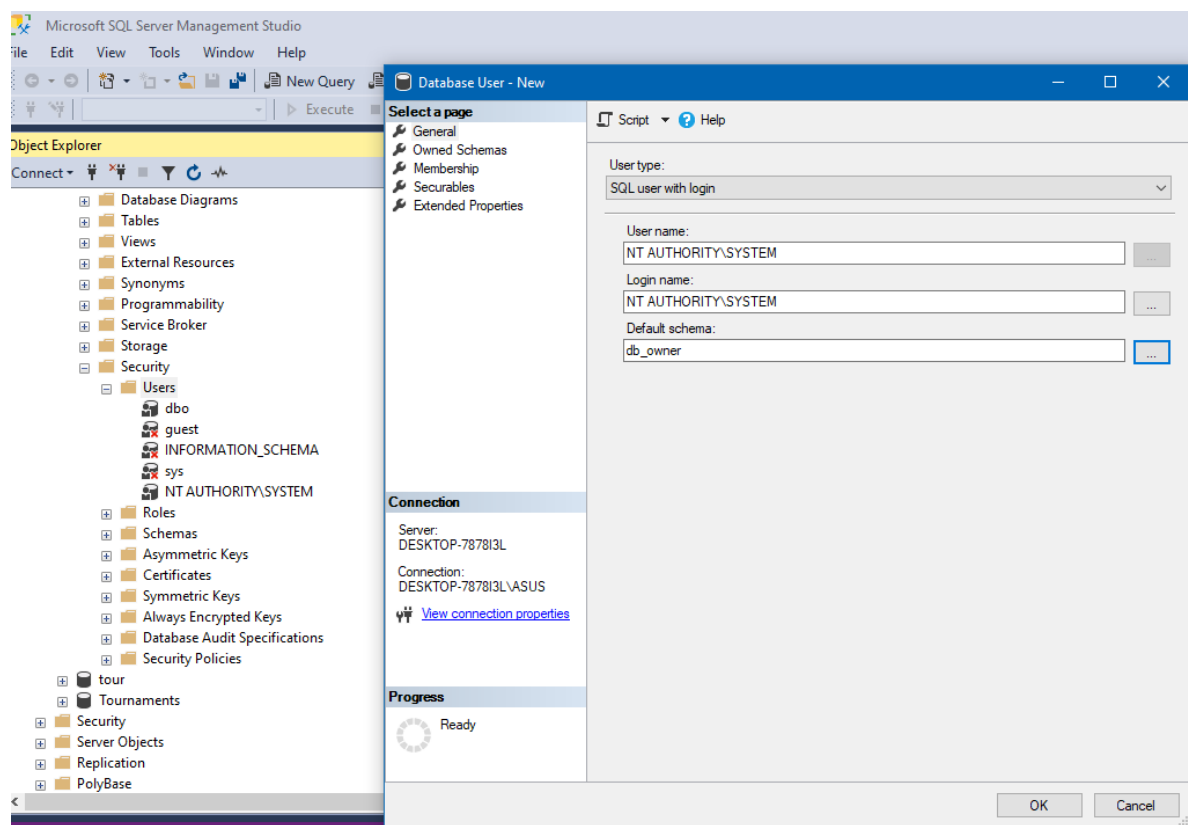 Microsoft SQL Server Management Studio
File Edit View Tools Window Help
New Query
Execute
Object Explorer
Connect
Database Diagrams
Tables
Views
External Resources
Synonyms
Programmability
Service Broker
Storage
Security
Users
dbo
guest
INFORMATION_SCHEMA
sys
NT AUTHORITY\SYSTEM
Roles
Schemas
Asymmetric Keys
Certificates
Symmetric Keys
Always Encrypted Keys
Database Audit Specifications
Security Policies
tour
Tournaments
Security
Server Objects
Replication
PolyBase
Database User - New
Select a page
General
Owned Schemas
Membership
Securables
Extended Properties
Connection
Server:
DESKTOP-7878I3L
Connection:
DESKTOP-7878I3L\ASUS
View connection properties
Progress
Ready
Script Help
User type:
SQL user with login
User name:
NT AUTHORITY\SYSTEM
...
Login name:
NT AUTHORITY\SYSTEM
...
Default schema:
db_owner
...
OK Cancel